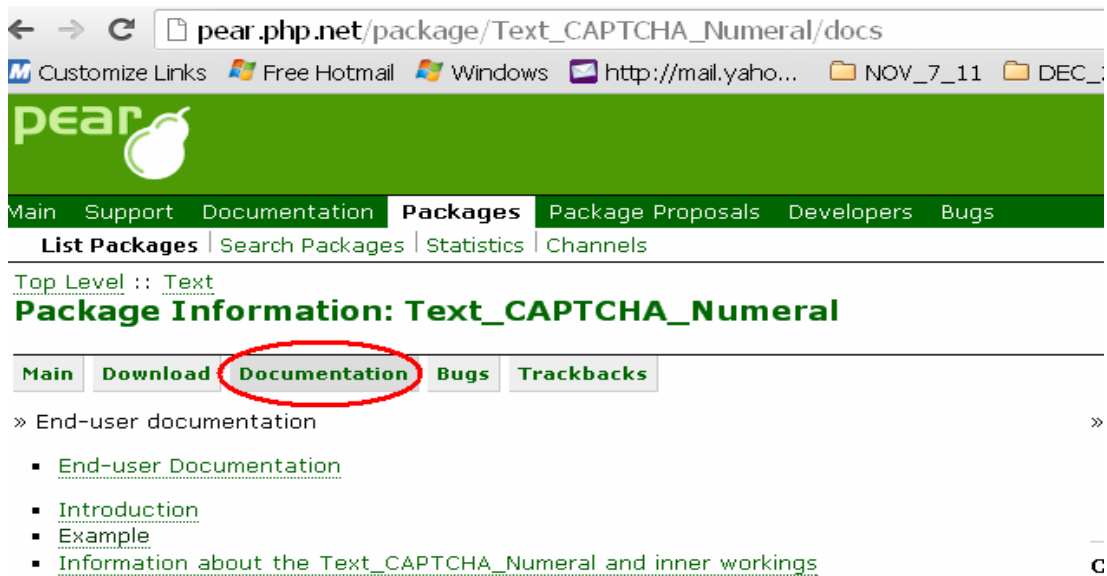 pear.php.net/package/Text_CAPTCHA_Numeral/docs
Customize Links Free Hotmail Windows http://mail.yaho... NOV_7_11 DEC_
pear
Main Support Documentation Packages Package Proposals Developers Bugs
List Packages Search Packages Statistics Channels
Top Level :: Text
Package Information: Text_CAPTCHA_Numeral
Main Download Documentation Bugs Trackbacks
» End-user documentation »
▪ End-user Documentation
▪ Introduction
▪ Example
▪ Information about the Text_CAPTCHA_Numeral and inner workings